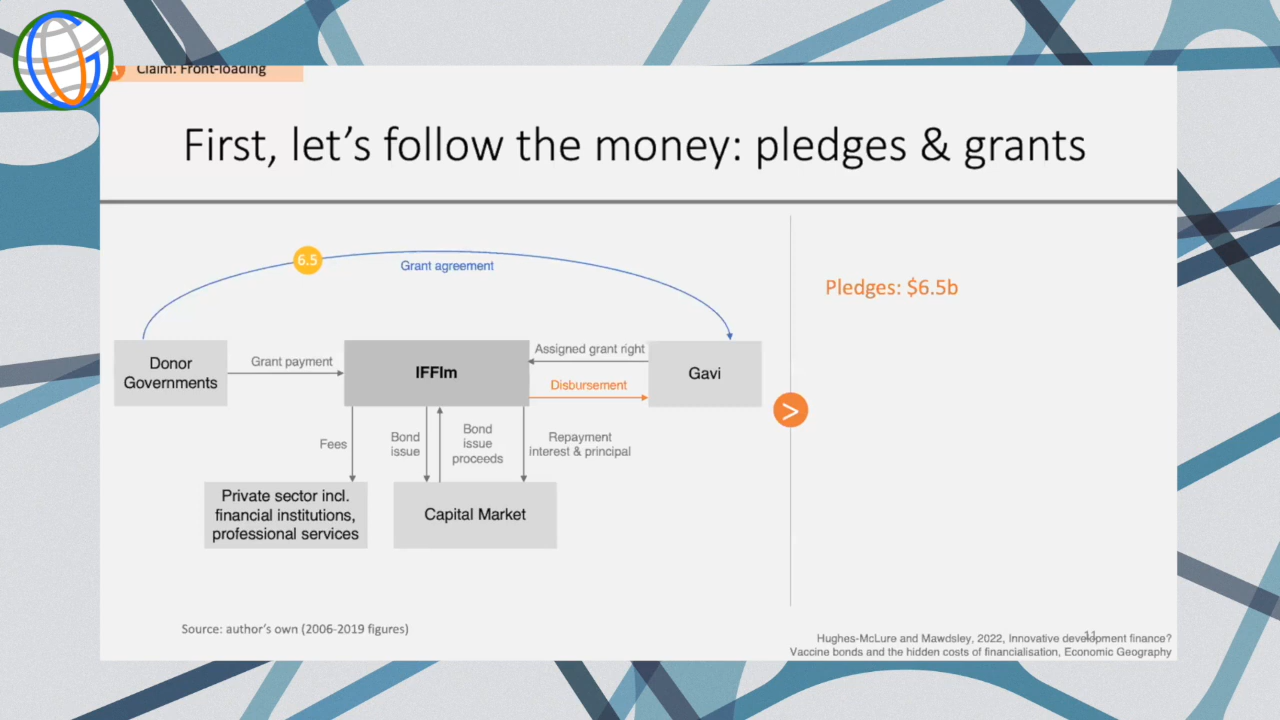 Claim: Front-loading
First, let's follow the money: pledges & grants
6.5
Grant agreement
Pledges: $6.5b
Donor
Governments
Grant payment
IFFIm
Assigned grant right
Disbursement
Gavi
>
Fees
Bond
issue
Bond
issue
proceeds
Repayment
interest & principal
Private sector incl.
financial institutions,
professional services
Capital Market
Source: author's own (2006-2019 figures)
11
Hughes-McLure and Mawdsley, 2022, Innovative development finance?
Vaccine bonds and the hidden costs of financialisation, Economic Geography